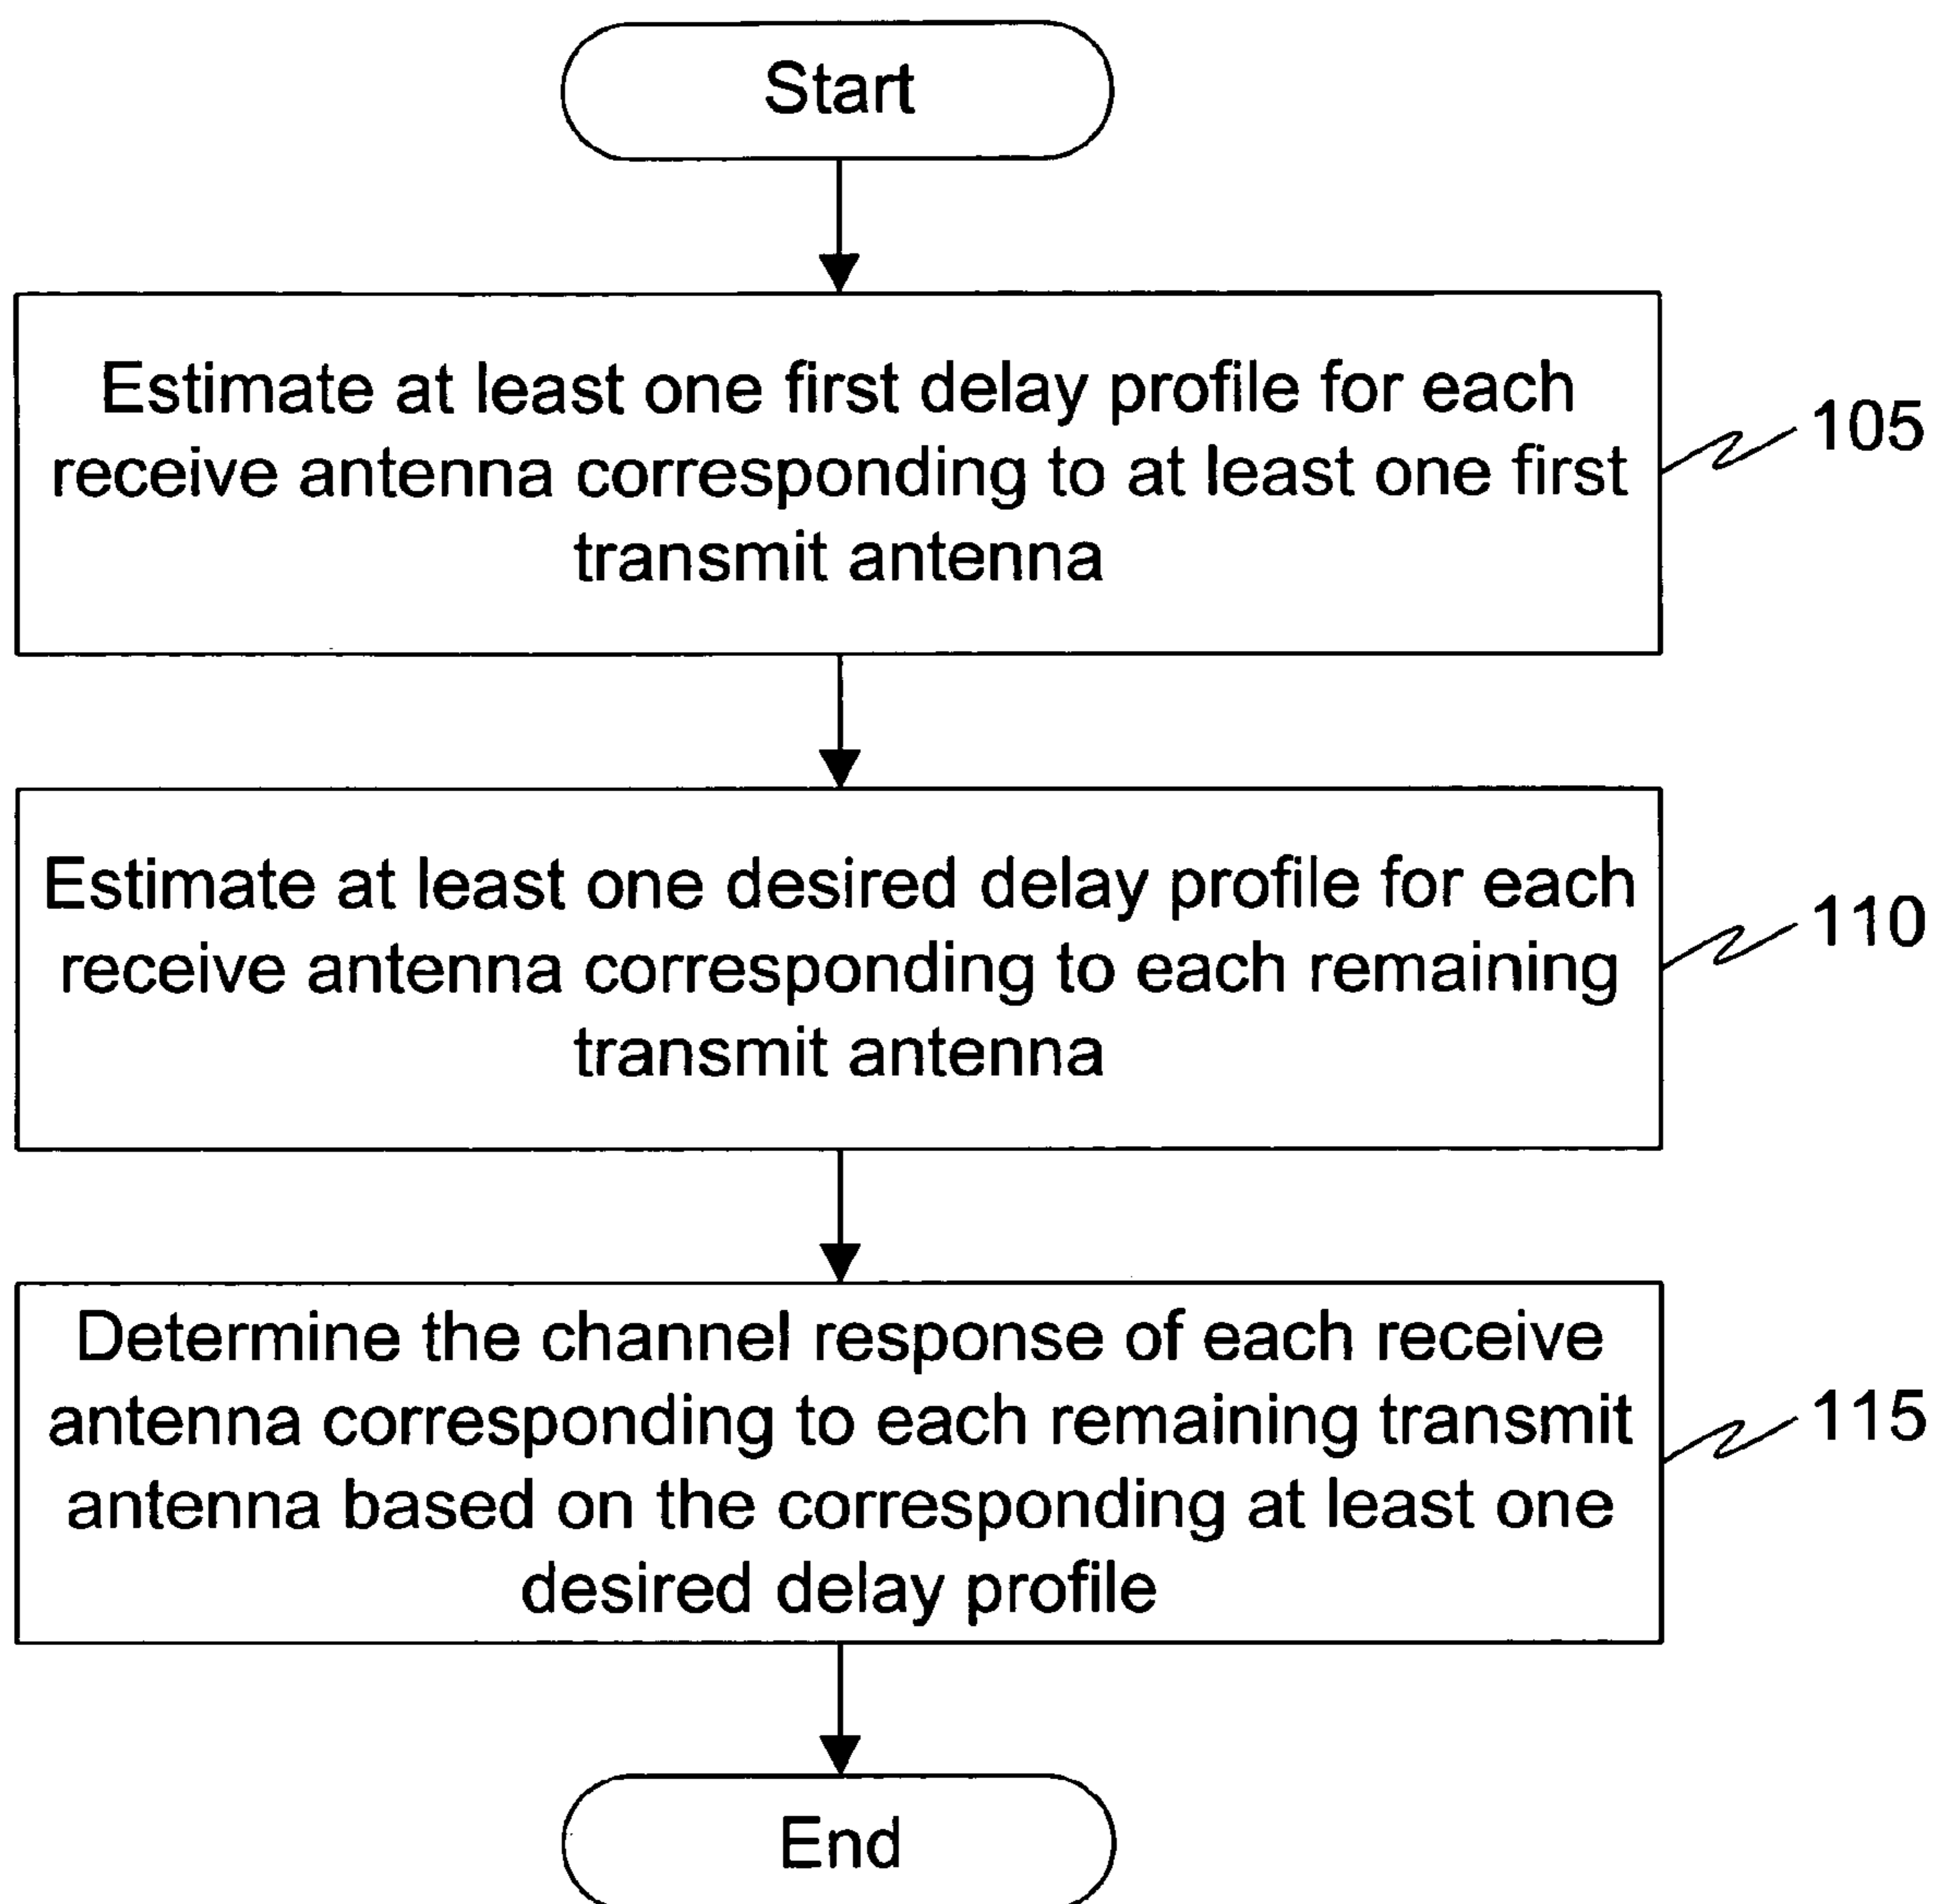 Start
Estimate at least one first delay profile for each
receive antenna corresponding to at least one first
transmit antenna
105
Estimate at least one desired delay profile for each
receive antenna corresponding to each remaining
transmit antenna
110
Determine the channel response of each receive
antenna corresponding to each remaining transmit
antenna based on the corresponding at least one
desired delay profile
115
End